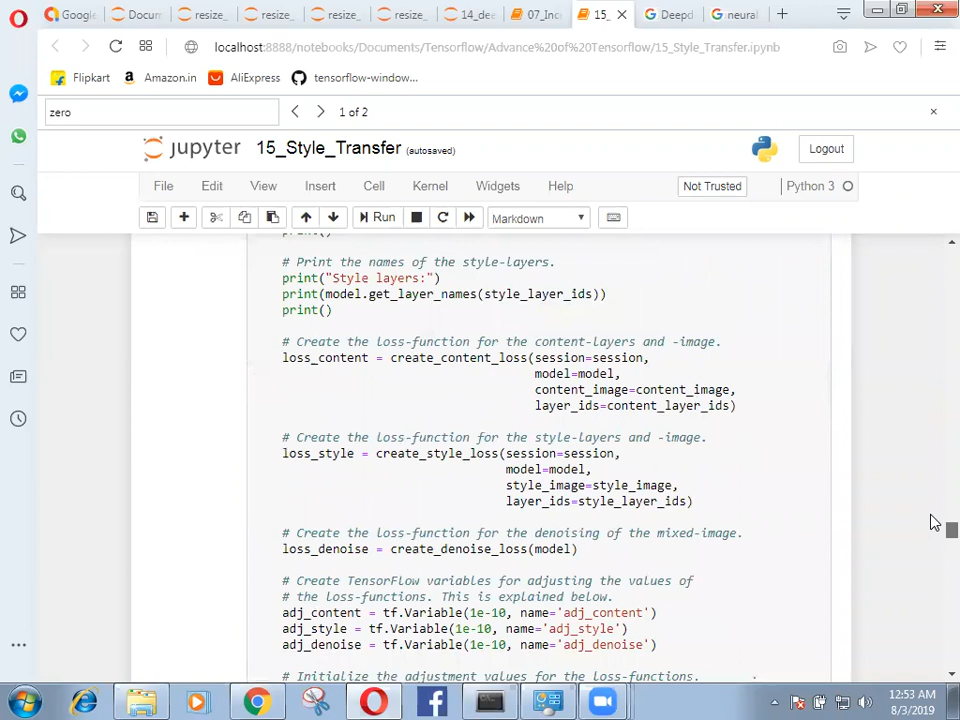 Google
Docum
resize_
resize_
resize_
resize_
14_dee
07_Inc
15_
Deepd
neural
localhost:8888/notebooks/Documents/Tensorflow/Advance%20of%20Tensorflow/15_Style_Transfer.ipynb
Flipkart
Amazon.in
AliExpress
tensorflow-window...
zero
1 of 2
jupyter
15_Style_Transfer (autosaved)
Logout
File
Edit
View
Insert
Cell
Kernel
Widgets
Help
Not Trusted
Python 3
Run
Markdown
print()
# Print the names of the style-layers.
print("Style layers:")
print(model.get_layer_names(style_layer_ids))
print()
# Create the loss-function for the content-layers and -image.
loss_content = create_content_loss(session=session,
model=model,
content_image=content_image,
layer_ids=content_layer_ids)
# Create the loss-function for the style-layers and -image.
loss_style = create_style_loss(session=session,
model=model,
style_image=style_image,
layer_ids=style_layer_ids)
# Create the loss-function for the denoising of the mixed-image.
loss_denoise = create_denoise_loss(model)
# Create TensorFlow variables for adjusting the values of
# the loss-functions. This is explained below.
adj_content = tf.Variable(1e-10, name='adj_content')
adj_style = tf.Variable(1e-10, name='adj_style')
adj_denoise = tf.Variable(1e-10, name='adj_denoise')
# Initialize the adjustment values for the loss-functions.
12:53 AM
8/3/2019